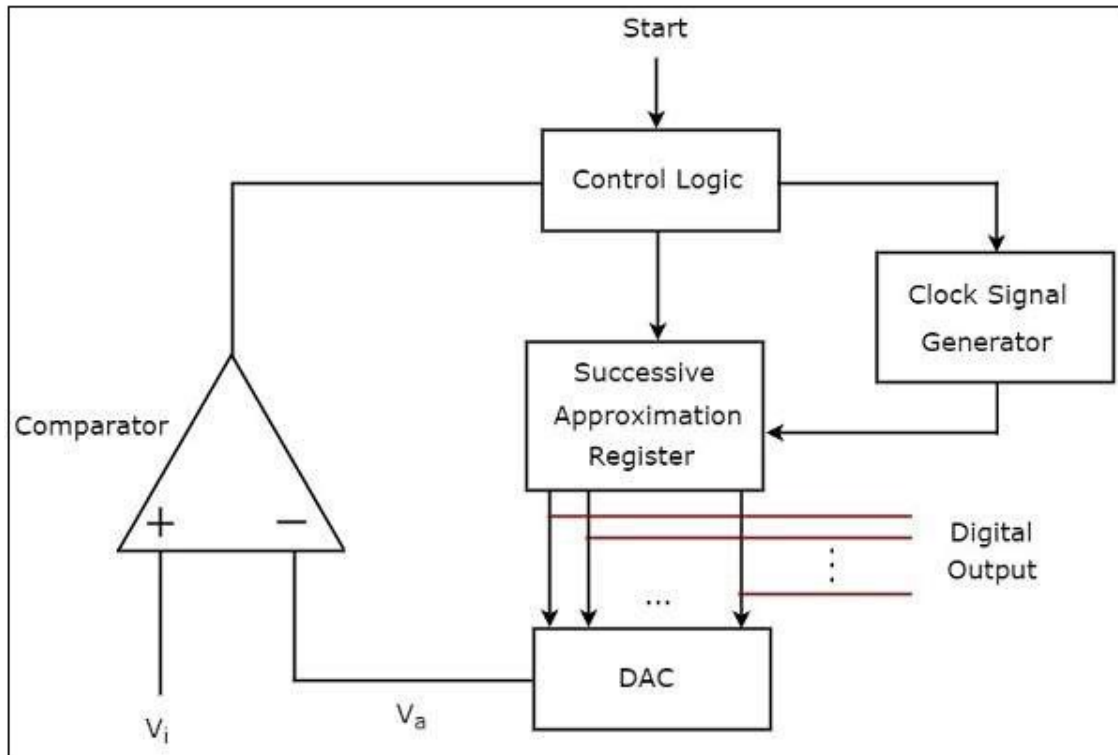 Start
Control Logic
Clock Signal
Generator
Successive
Approximation
Register
Comparator
+ −
Digital
Output
...
...
DAC
Va
Vi